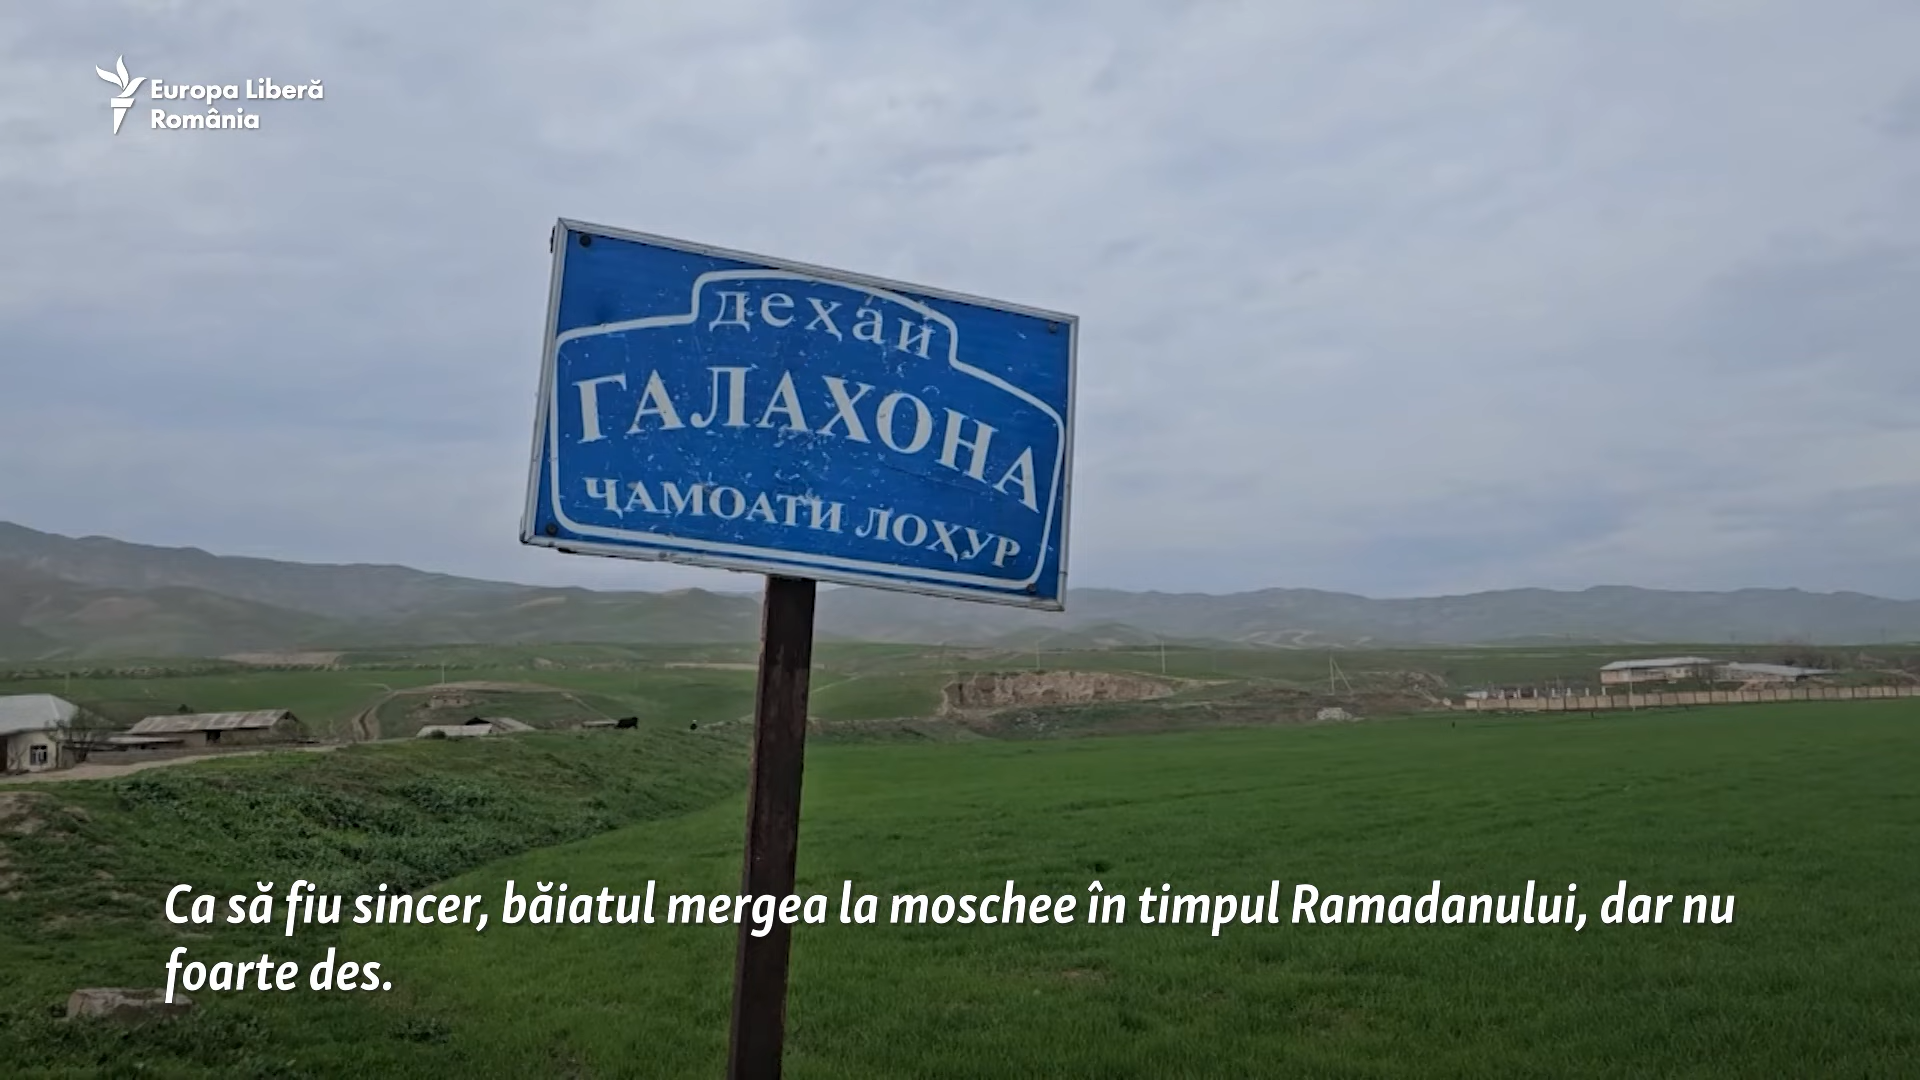 Europa Liberă
România
деҳаи
ГАЛАХОНА
ҶАМОАТИ ЛОҲУР
Ca să fiu sincer, băiatul mergea la moschee în timpul Ramadanului, dar nu
foarte des.